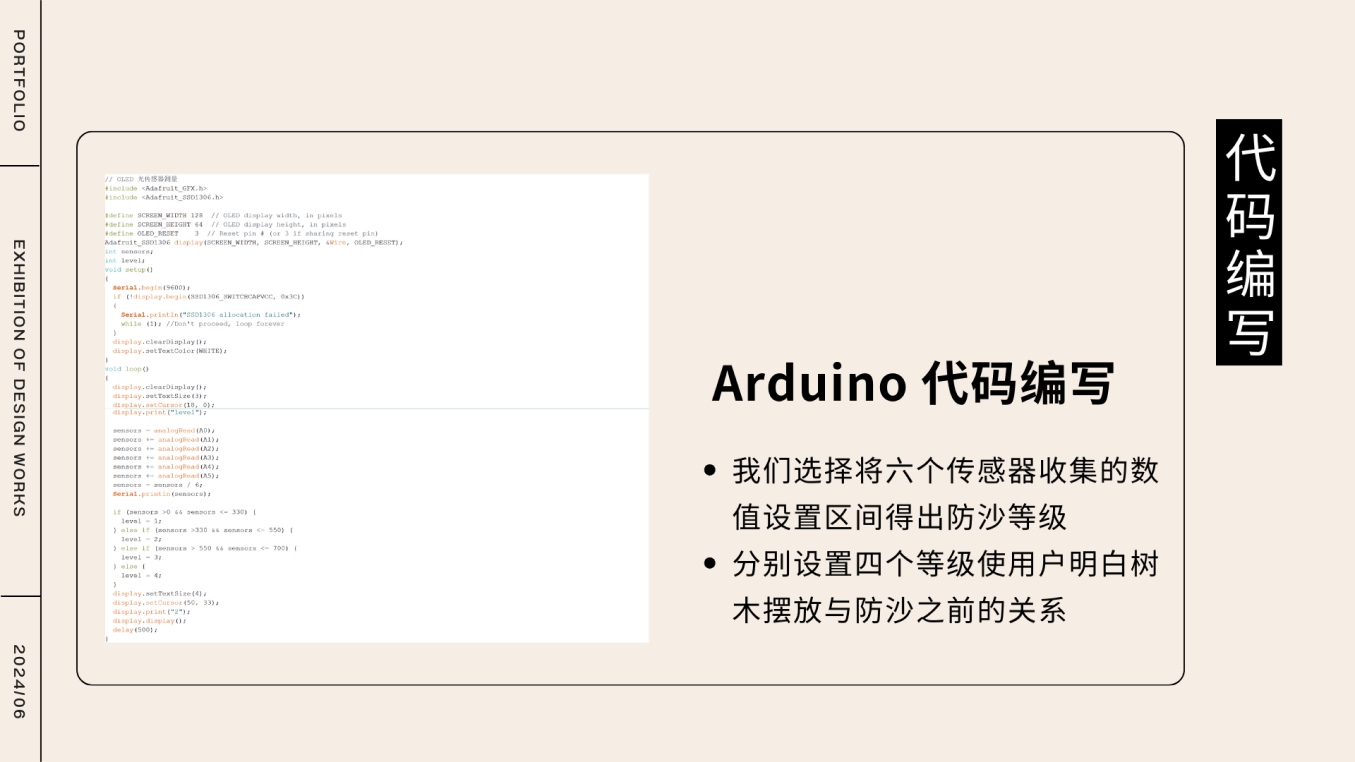 PORTFOLIO
EXHIBITION OF DESIGN WORKS
2024/06
// OLED 光传感器测量
#include <Adafruit_GFX.h>
#include <Adafruit_SSD1306.h>
#define SCREEN_WIDTH 128  // OLED display width, in pixels
#define SCREEN_HEIGHT 64  // OLED display height, in pixels
#define OLED_RESET    3  // Reset pin # (or 3 if sharing reset pin)
Adafruit_SSD1306 display(SCREEN_WIDTH, SCREEN_HEIGHT, &Wire, OLED_RESET);
int sensors;
int level;
void setup()
{
  Serial.begin(9600);
  if (!display.begin(SSD1306_SWITCHCAPVCC, 0x3C))
  {
    Serial.println("SSD1306 allocation failed");
    while (1); //Don't proceed, loop forever
  }
  display.clearDisplay();
  display.setTextColor(WHITE);
}
void loop()
{
  display.clearDisplay();
  display.setTextSize(3);
  display.setCursor(18, 0);
  display.print("level");
  sensors = analogRead(A0);
  sensors += analogRead(A1);
  sensors += analogRead(A2);
  sensors += analogRead(A3);
  sensors += analogRead(A4);
  sensors += analogRead(A5);
  sensors = sensors / 6;
  Serial.println(sensors);
  if (sensors >0 && sensors <= 330) {
    level = 1;
  } else if (sensors >330 && sensors <= 550) {
    level = 2;
  } else if (sensors > 550 && sensors <= 700) {
    level = 3;
  } else {
    level = 4;
  }
  display.setTextSize(4);
  display.setCursor(50, 33);
  display.print("2");
  display.display();
  delay(500);
}
Arduino 代码编写
• 我们选择将六个传感器收集的数
值设置区间得出防沙等级
• 分别设置四个等级使用户明白树
木摆放与防沙之前的关系
代码编写